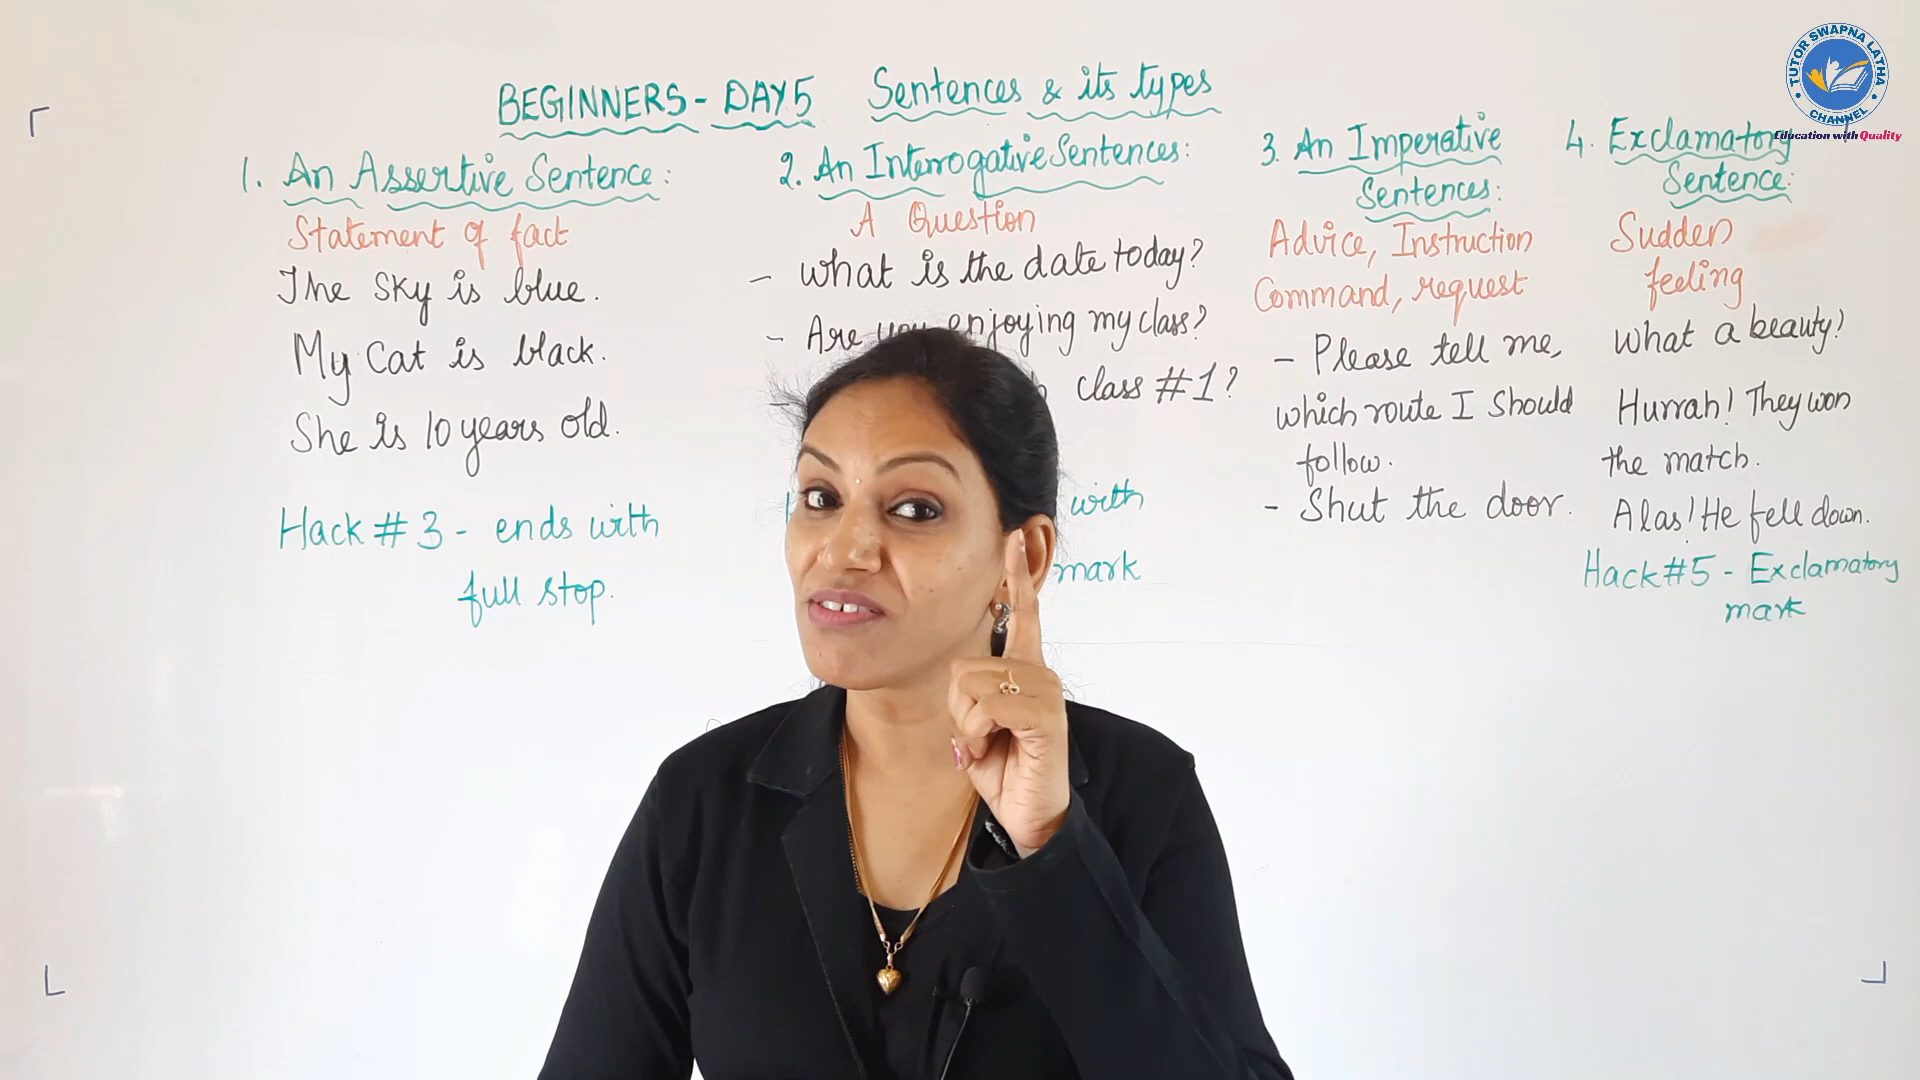 BEGINNERS - DAY 5 Sentences & its types
1. An Assertive Sentence:
Statement of fact
The sky is blue.
My Cat is black.
She is 10 years old.
Hack # 3 - ends with
full stop.
2. An Interrogative Sentences:
A Question
- What is the date today?
- Are you enjoying my class?
- class #1?
with
mark
3. An Imperative
Sentences:
Advice, Instruction
Command, request
- Please tell me,
which route I should
follow.
- Shut the door.
4. Exclamatory
Sentence:
Sudden
feeling
What a beauty!
Hurrah! They won
the match.
Alas! He fell down.
Hack #5 - Exclamatory
mark
TUTOR SWAPNA LATHA
CHANNEL
Education with Quality